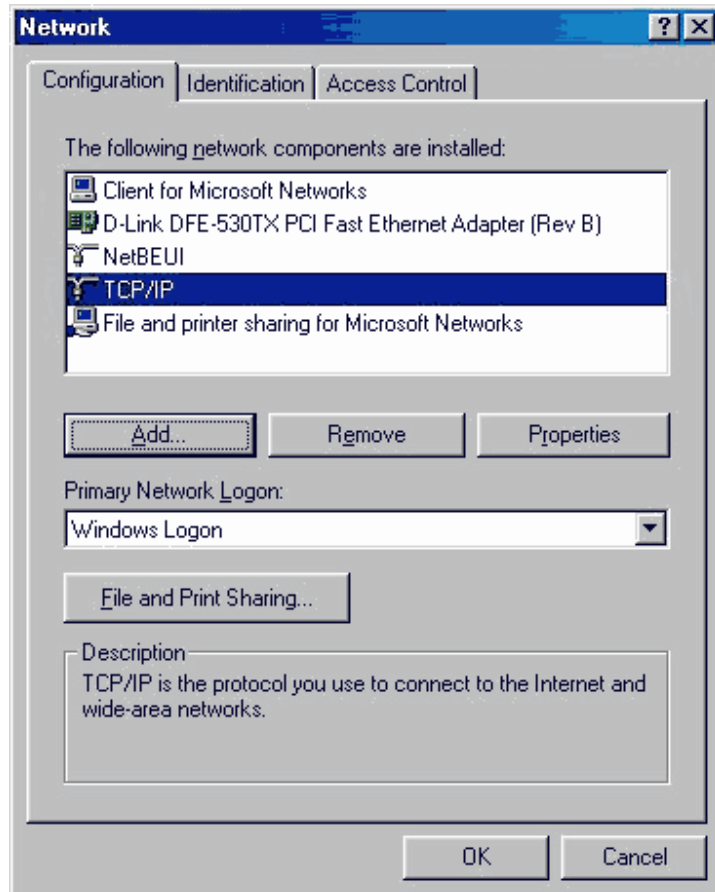 Network
Configuration Identification Access Control
The following network components are installed:
Client for Microsoft Networks
D-Link DFE-530TX PCI Fast Ethernet Adapter (Rev B)
NetBEUI
TCP/IP
File and printer sharing for Microsoft Networks
Add... Remove Properties
Primary Network Logon:
Windows Logon
File and Print Sharing...
Description
TCP/IP is the protocol you use to connect to the Internet and
wide-area networks.
OK Cancel